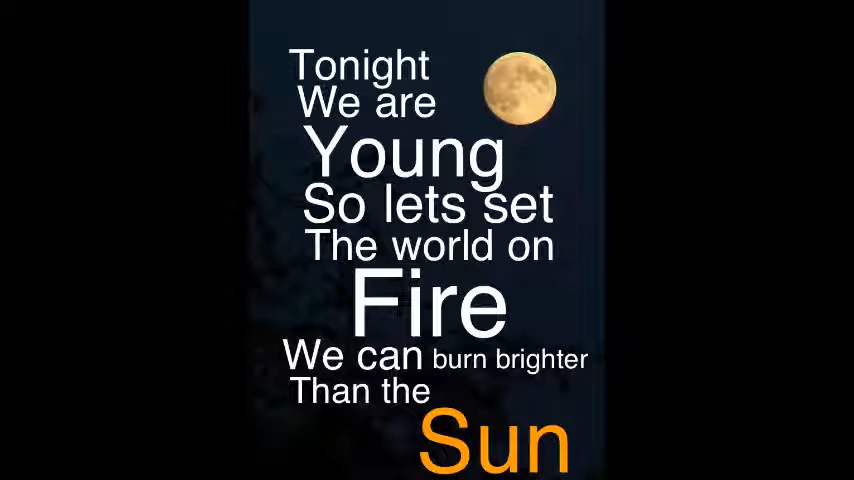 Tonight
We are
Young
So lets set
The world on
Fire
We can burn brighter
Than the
Sun